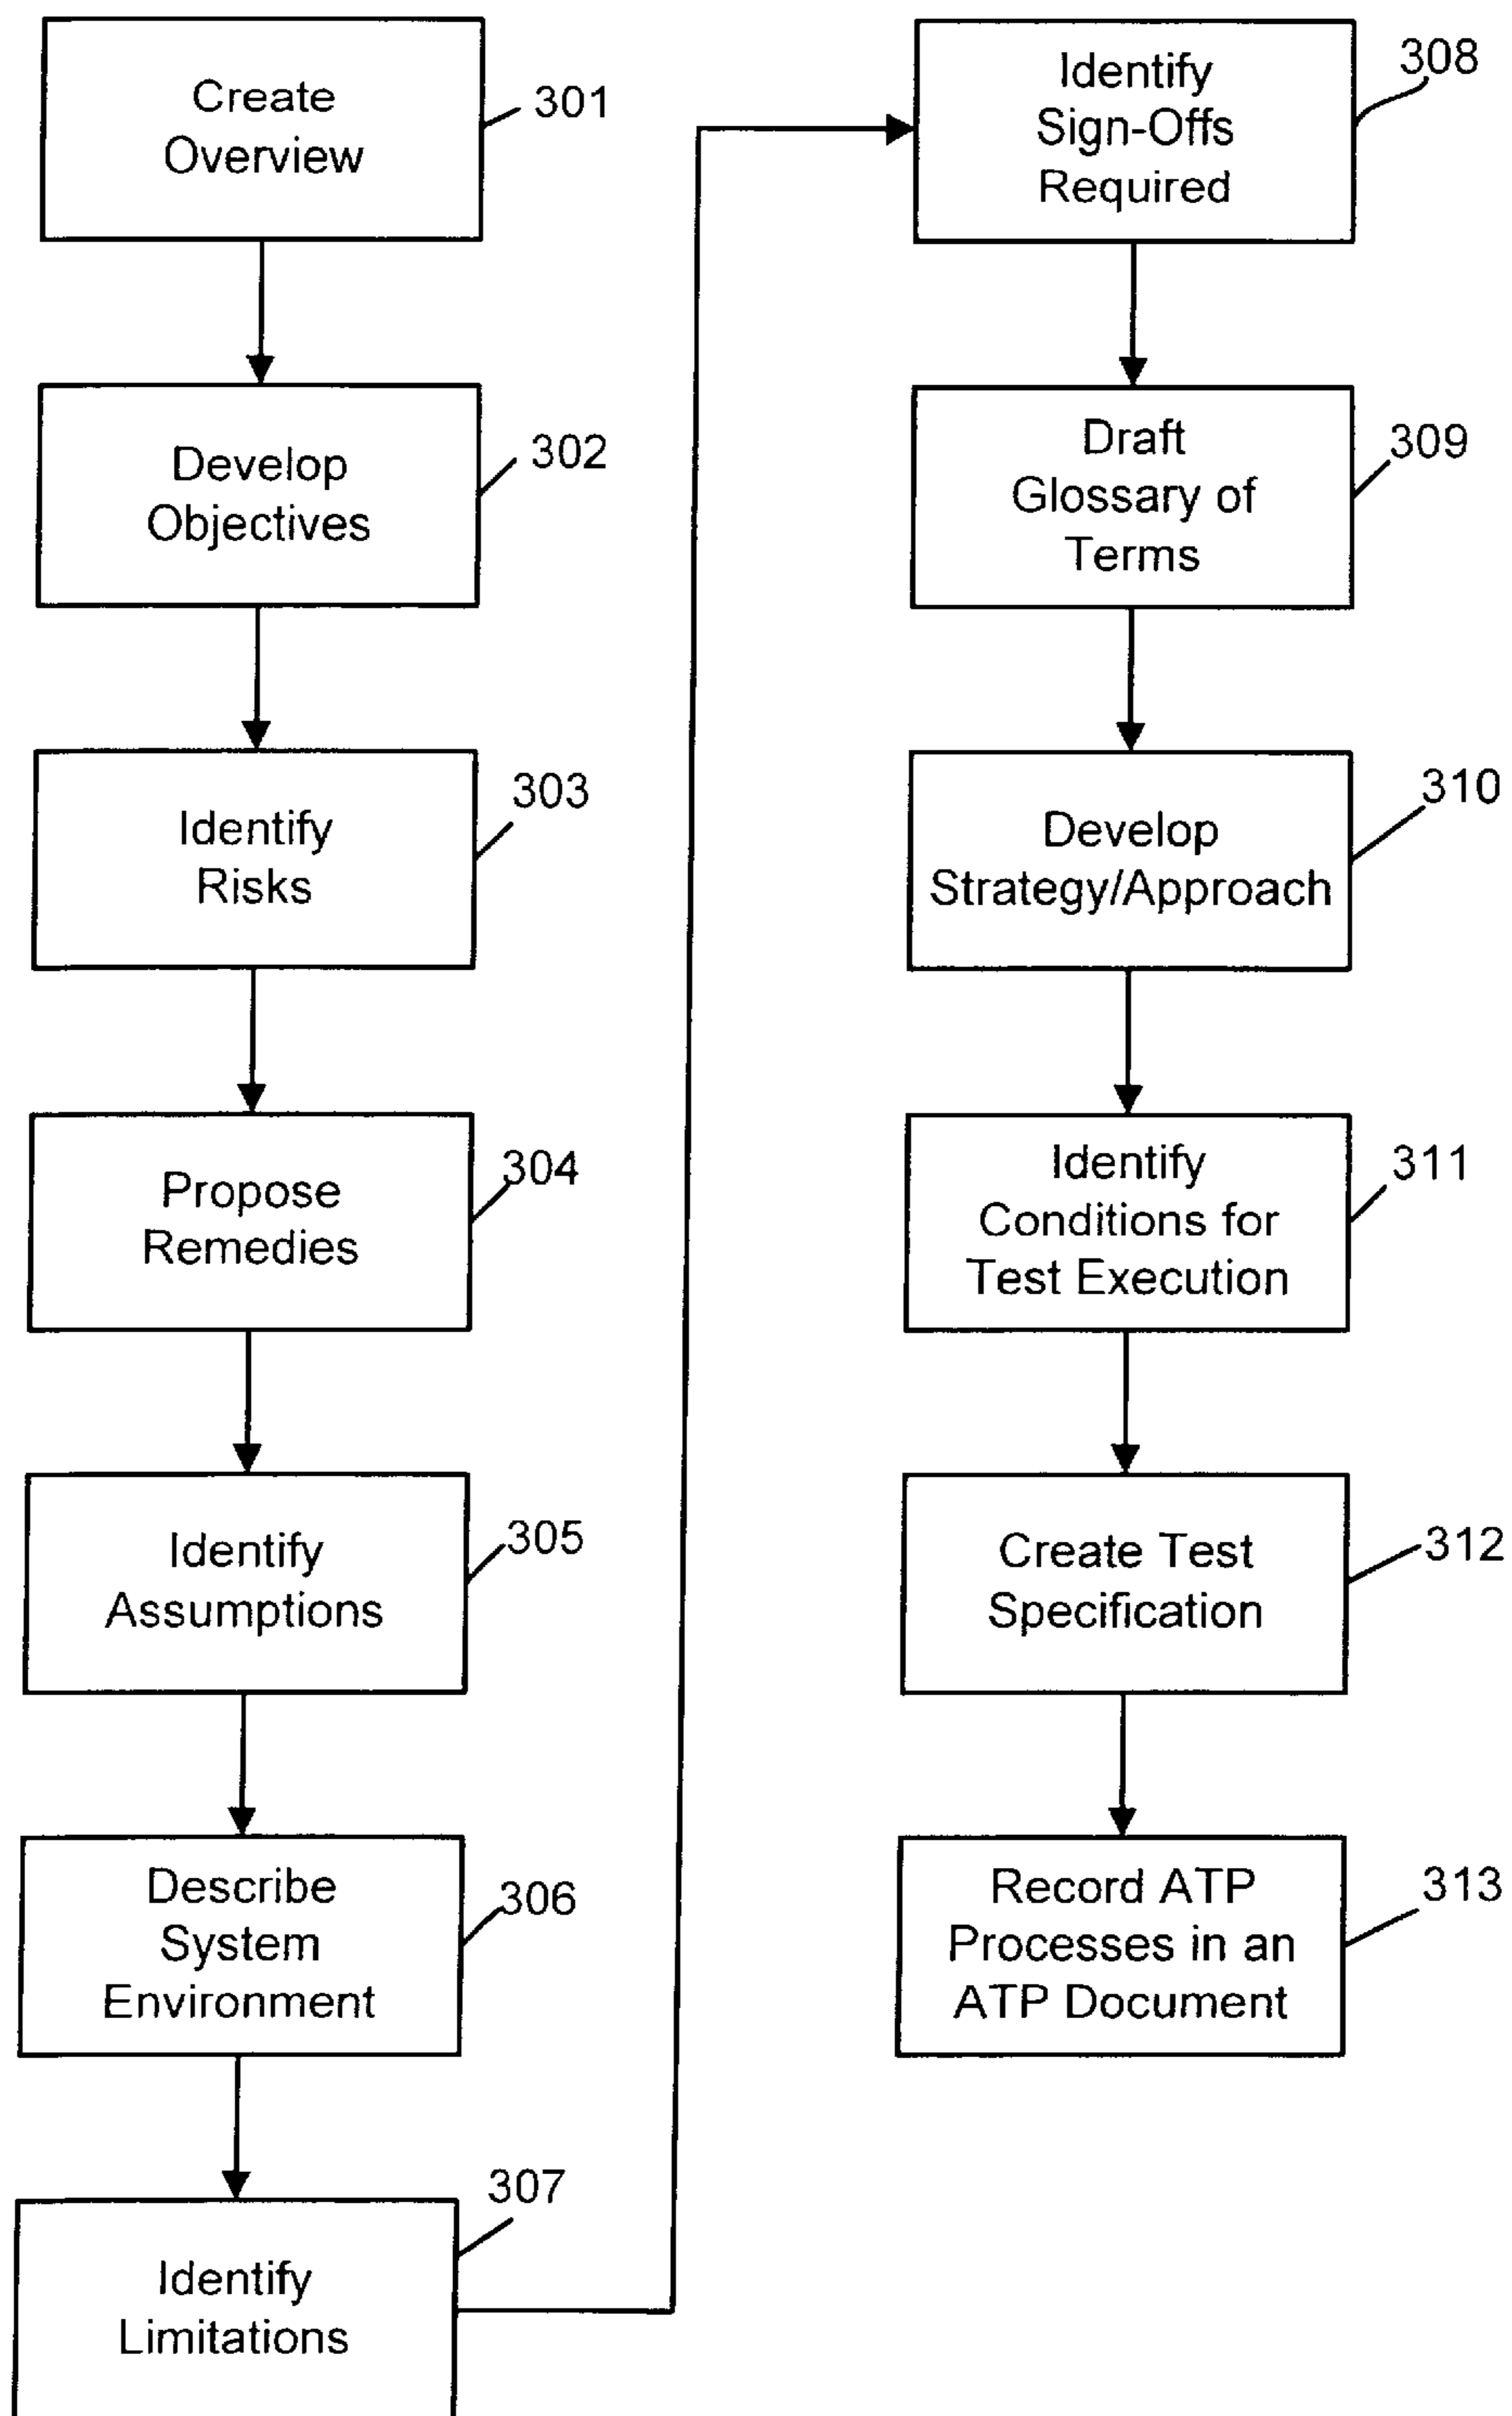 Create
Overview
301
Develop
Objectives
302
Identify
Risks
303
Propose
Remedies
304
Identify
Assumptions
305
Describe
System
Environment
306
Identify
Limitations
307
Identify
Sign-Offs
Required
308
Draft
Glossary of
Terms
309
Develop
Strategy/Approach
310
Identify
Conditions for
Test Execution
311
Create Test
Specification
312
Record ATP
Processes in an
ATP Document
313